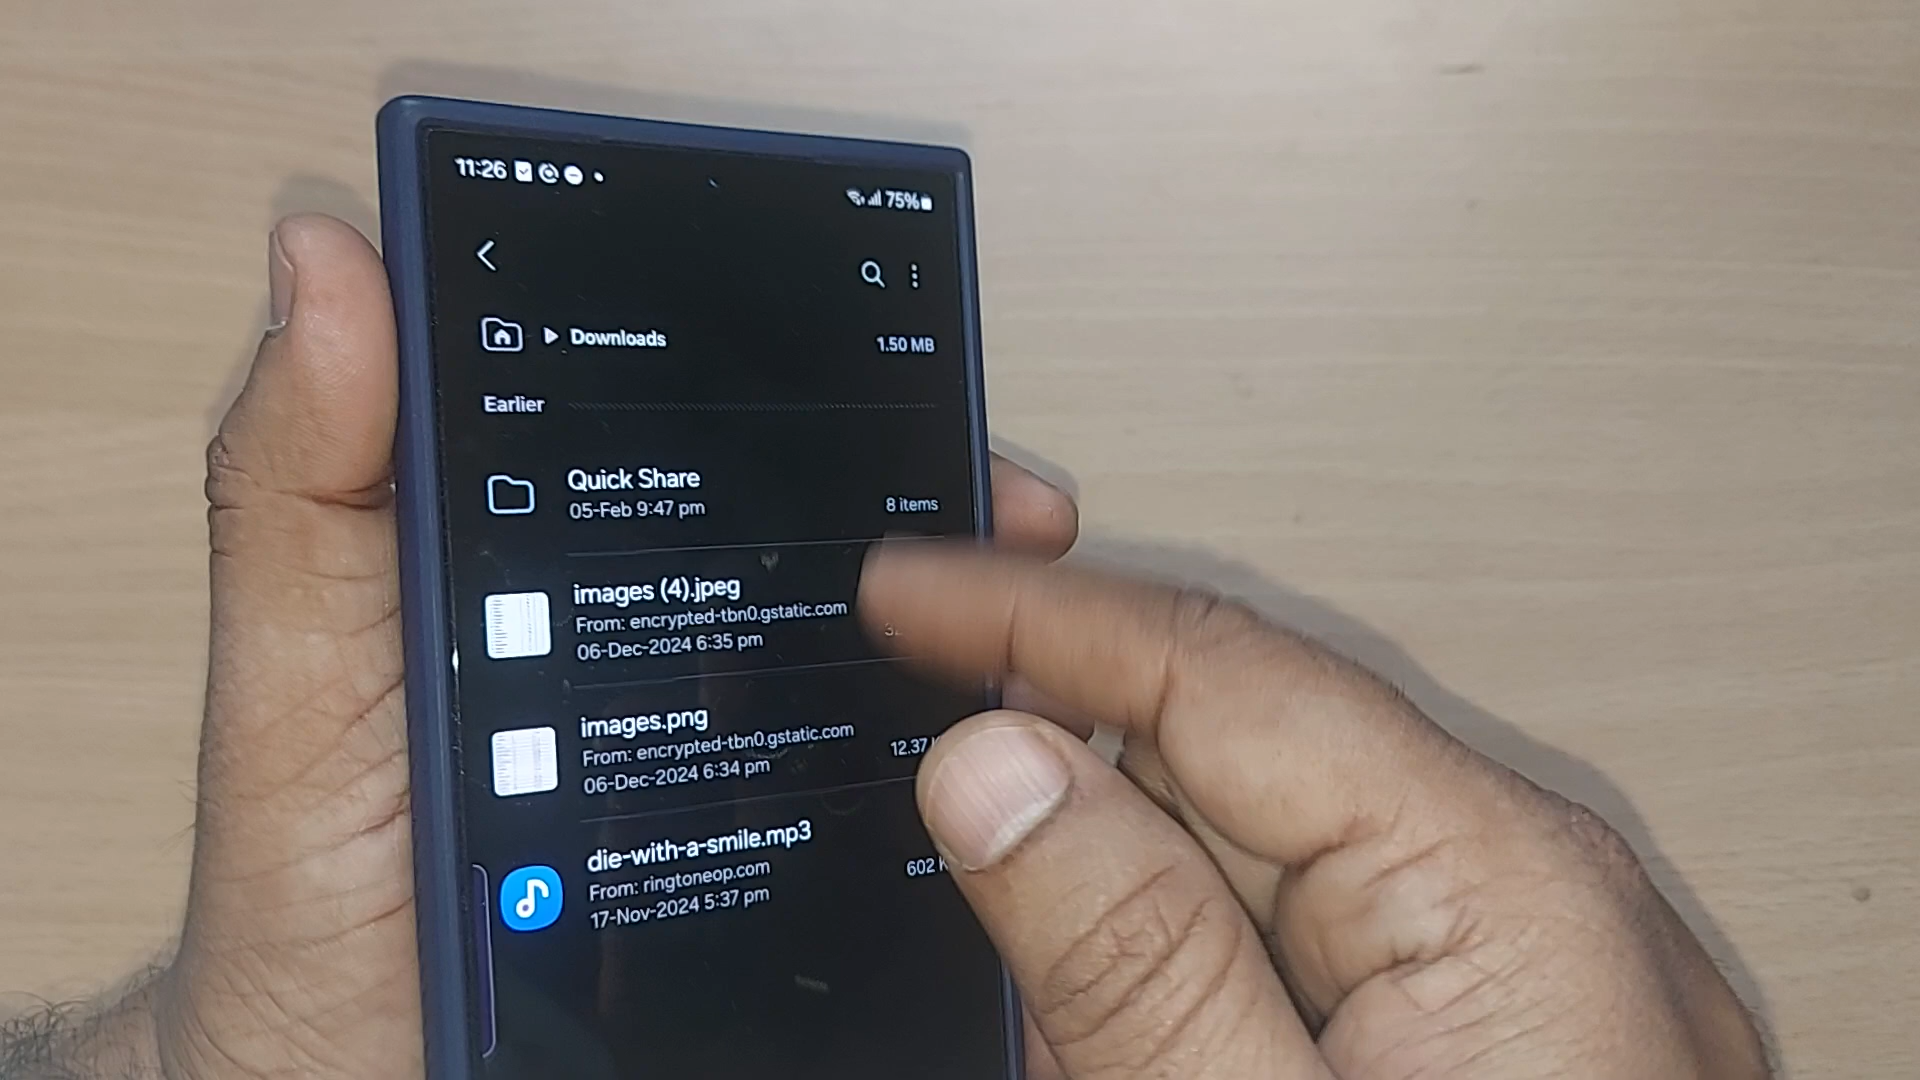 11:26
75%
Downloads
1.50 MB
Earlier
Quick Share
05-Feb 9:47 pm
8 items
images (4).jpeg
From: encrypted-tbn0.gstatic.com
06-Dec-2024 6:35 pm
images.png
From: encrypted-tbn0.gstatic.com
12.37
06-Dec-2024 6:34 pm
die-with-a-smile.mp3
From: ringtoneop.com
602
17-Nov-2024 5:37 pm